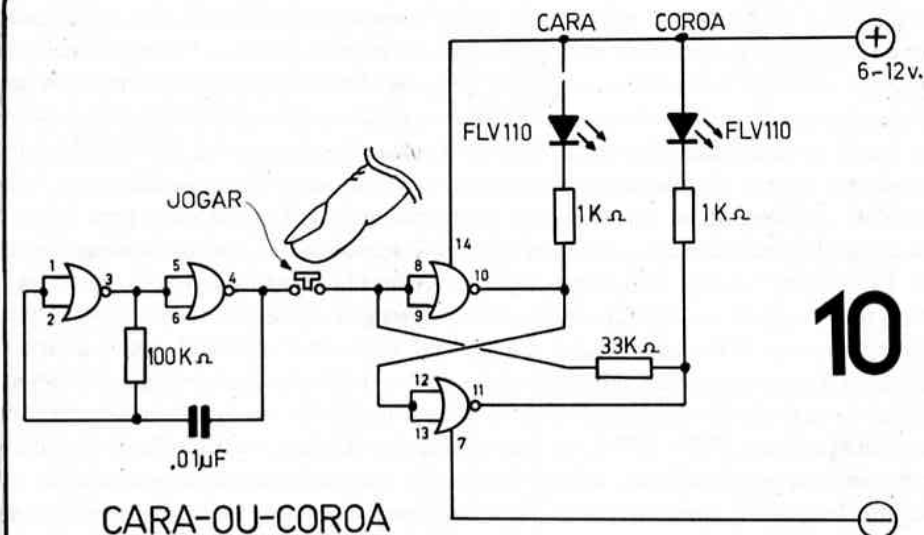 CARA COROA
+
6-12v.
FLV110 FLV110
JOGAR
1KΩ 1KΩ
14
1 3 5 4 8 10
2 6 9
10
100KΩ
33KΩ
12 11
13 7
.01µF
CARA-OU-COROA
−